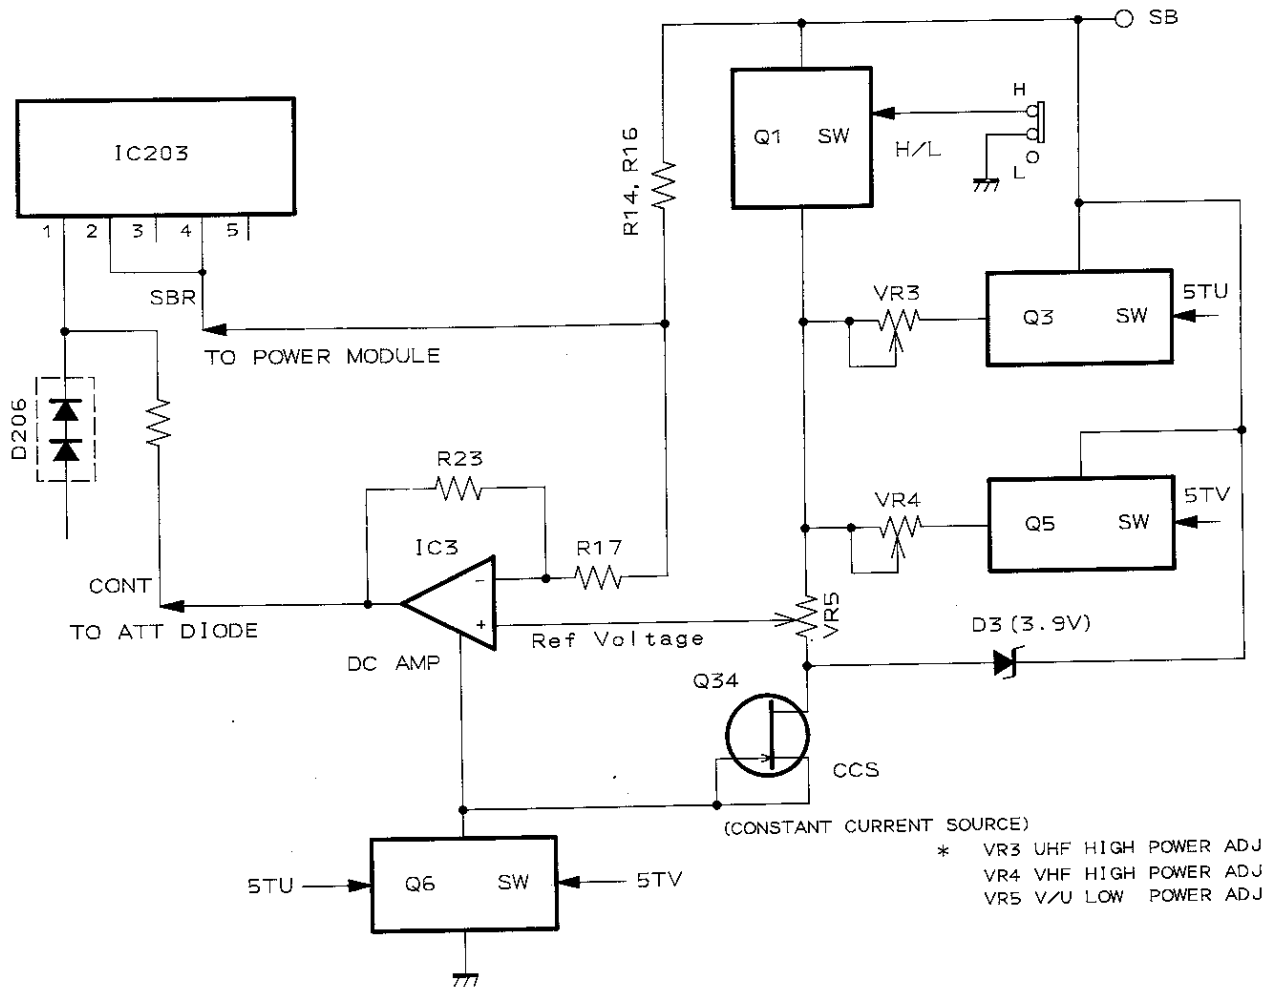 SB
H
Q1 SW
H/L
L
IC203
1 2 3 4 5
R14, R16
SBR
TO POWER MODULE
VR3
5TU
Q3 SW
D206
R23
VR4
5TV
Q5 SW
IC3
R17
-
+
CONT
TO ATT DIODE
Ref Voltage
VR5
D3 (3.9V)
DC AMP
Q34
CCS
(CONSTANT CURRENT SOURCE)
* VR3 UHF HIGH POWER ADJ
VR4 VHF HIGH POWER ADJ
VR5 V/U LOW POWER ADJ
5TU
Q6 SW
5TV